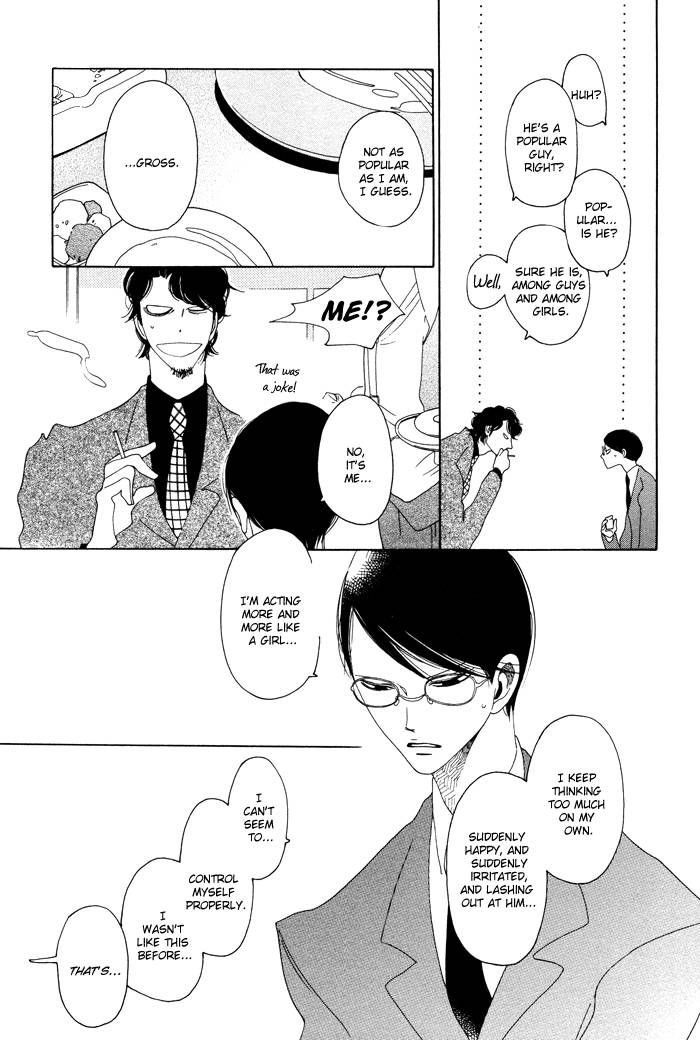 HUH?
HE'S A
POPULAR
GUY,
RIGHT?
POP-
ULAR...
IS HE?
Well,
SURE HE IS,
AMONG GUYS
AND AMONG
GIRLS.
NOT AS
POPULAR
AS I AM,
I GUESS.
...GROSS.
ME!?
That was
a joke!
NO,
IT'S
ME...
I'M ACTING
MORE AND
MORE LIKE
A GIRL...
I KEEP
THINKING
TOO MUCH
ON MY
OWN.
SUDDENLY
HAPPY, AND
SUDDENLY
IRRITATED,
AND LASHING
OUT AT HIM...
I
CAN'T
SEEM
TO...
CONTROL
MYSELF
PROPERLY.
I
WASN'T
LIKE THIS
BEFORE...
THAT'S...